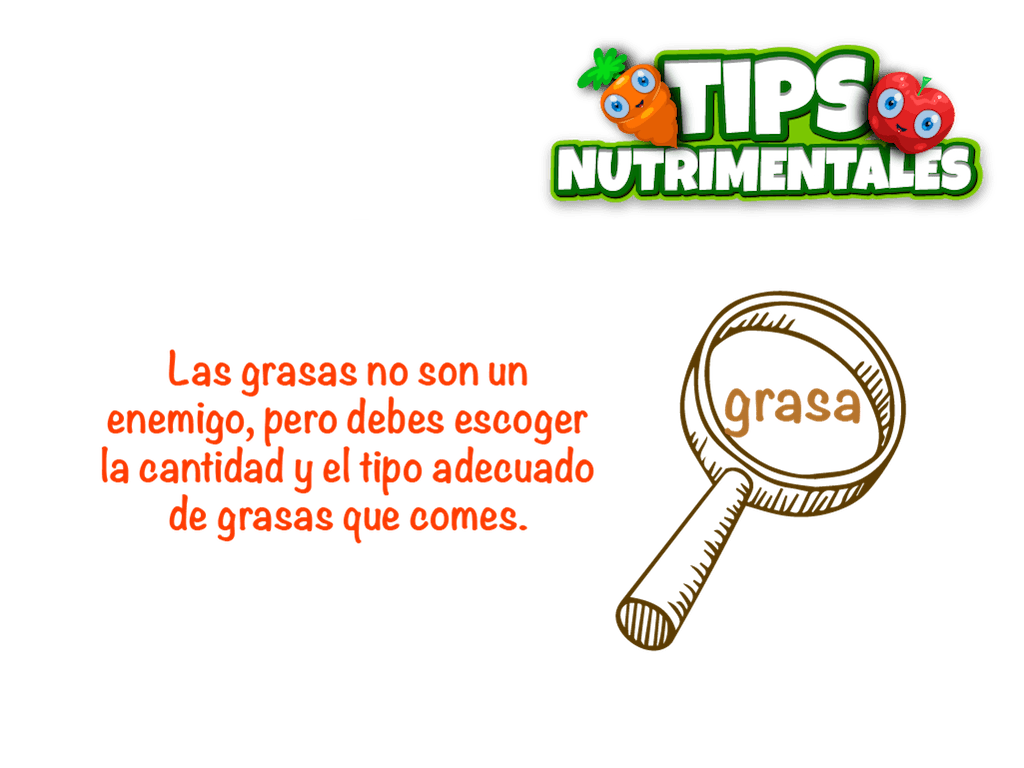 TIPS
NUTRIMENTALES
Las grasas no son un
enemigo, pero debes escoger
la cantidad y el tipo adecuado
de grasas que comes.
grasa